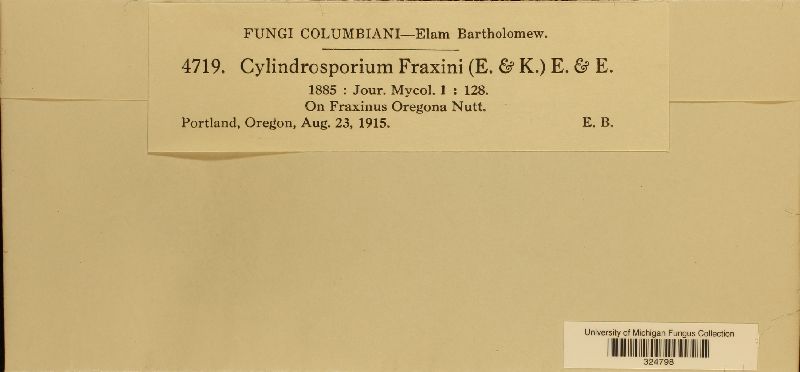 FUNGI COLUMBIANI—Elam Bartholomew.
4719. Cylindrosporium Fraxini (E. & K.) E. & E.
1885 : Jour. Mycol. 1 : 128.
On Fraxinus Oregona Nutt.
Portland, Oregon, Aug. 23, 1915. E. B.
University of Michigan Fungus Collection
324798